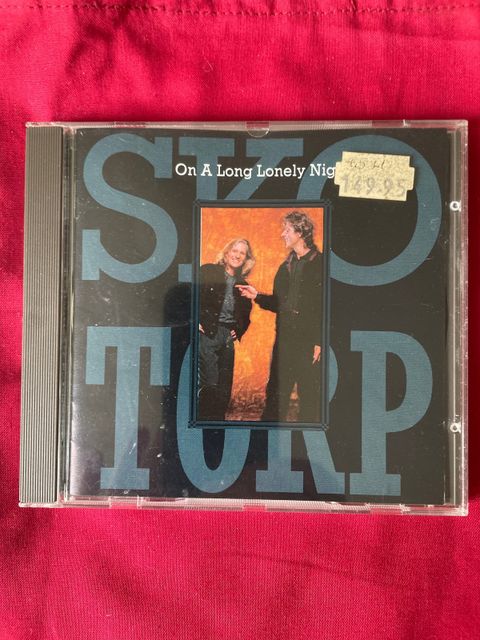 SKO
On A Long Lonely Nig
149.95
TORP